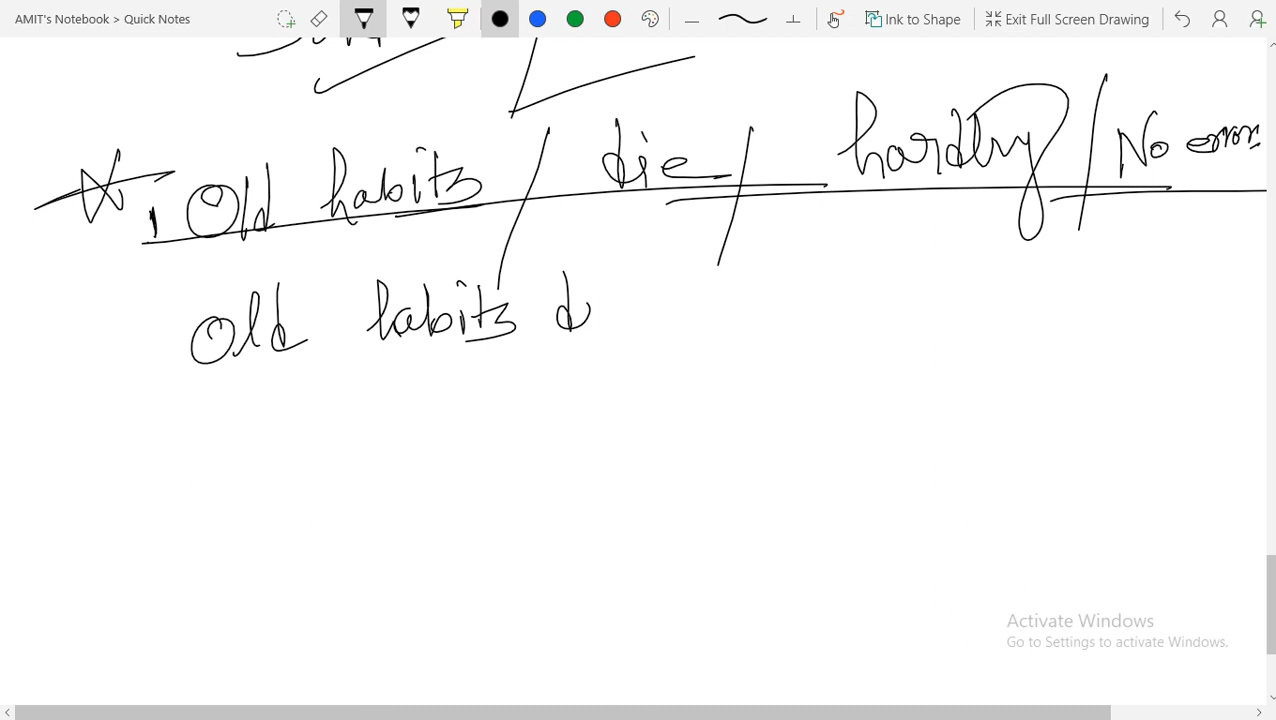 AMIT's Notebook > Quick Notes
Ink to Shape
Exit Full Screen Drawing
Old habits / die / hardly / No error
Old habits d
Activate Windows
Go to Settings to activate Windows.